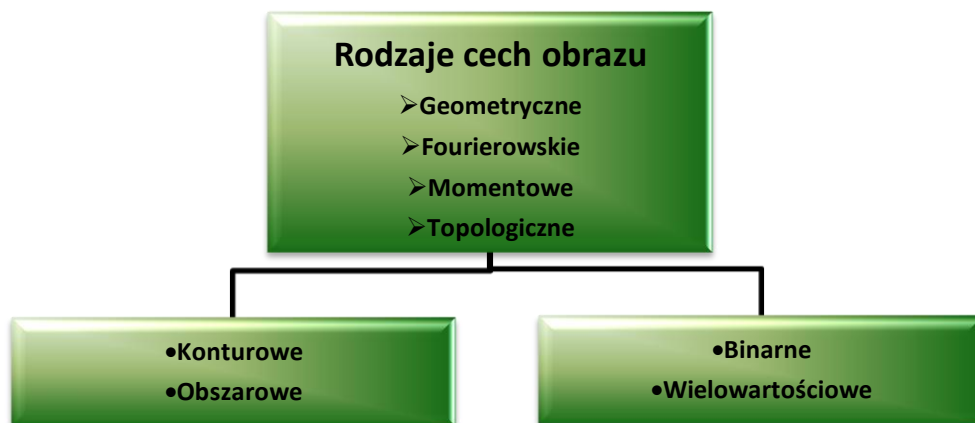 Rodzaje cech obrazu
➢Geometryczne
➢Fourierowskie
➢Momentowe
➢Topologiczne
•Konturowe
•Obszarowe
•Binarne
•Wielowartościowe